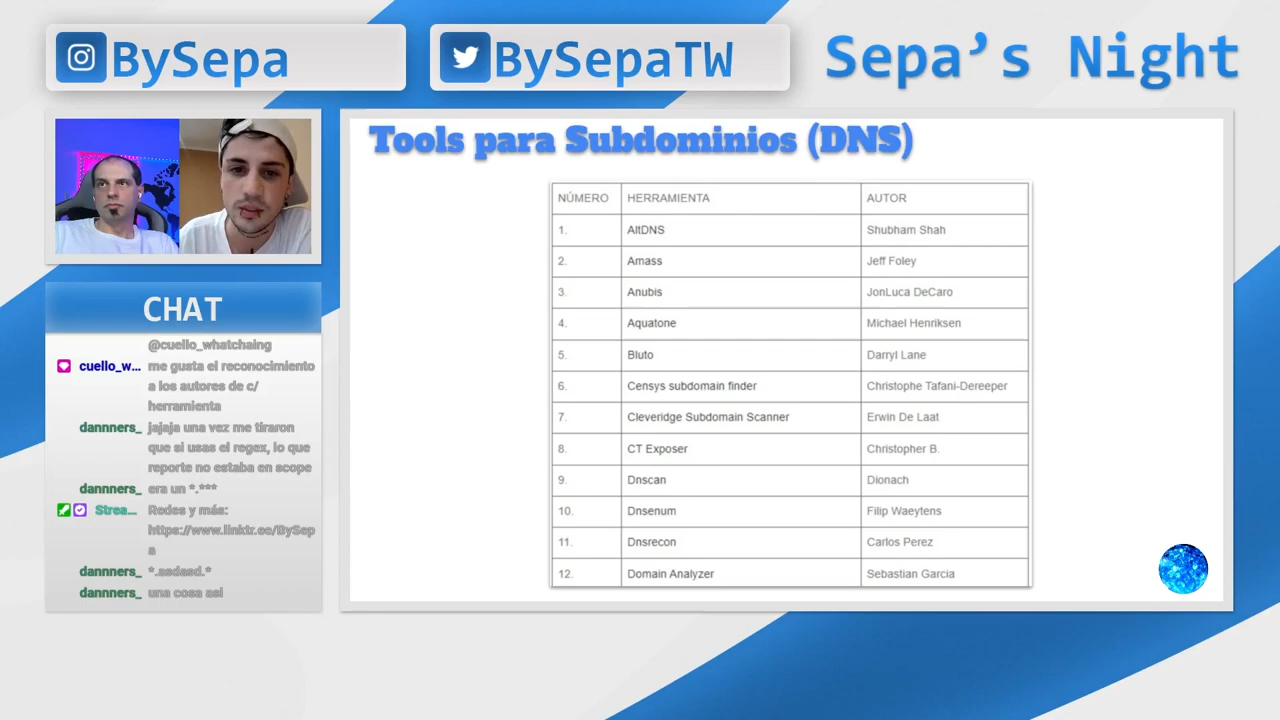 BySepa
BySepaTW
Sepa's Night
Tools para Subdominios (DNS)
NÚMERO HERRAMIENTA AUTOR
1. AltDNS Shubham Shah
2. Amass Jeff Foley
3. Anubis JonLuca DeCaro
4. Aquatone Michael Henriksen
5. Bluto Darryl Lane
6. Censys subdomain finder Christophe Tafani-Dereeper
7. Cleveridge Subdomain Scanner Erwin De Laat
8. CT Exposer Christopher B.
9. Dnscan Dionach
10. Dnsenum Filip Waeytens
11. Dnsrecon Carlos Perez
12. Domain Analyzer Sebastian Garcia
CHAT
@cuello_whatchaing
cuello_w... me gusta el reconocimiento
a los autores de c/
herramienta
dannners_ jajaja una vez me tiraron
que si usas el regex, lo que
reporte no estaba en scope
dannners_ era un *.***
Strea... Redes y más:
https://www.linktr.ee/BySep
a
dannners_ *.asdasd.*
dannners_ una cosa asi